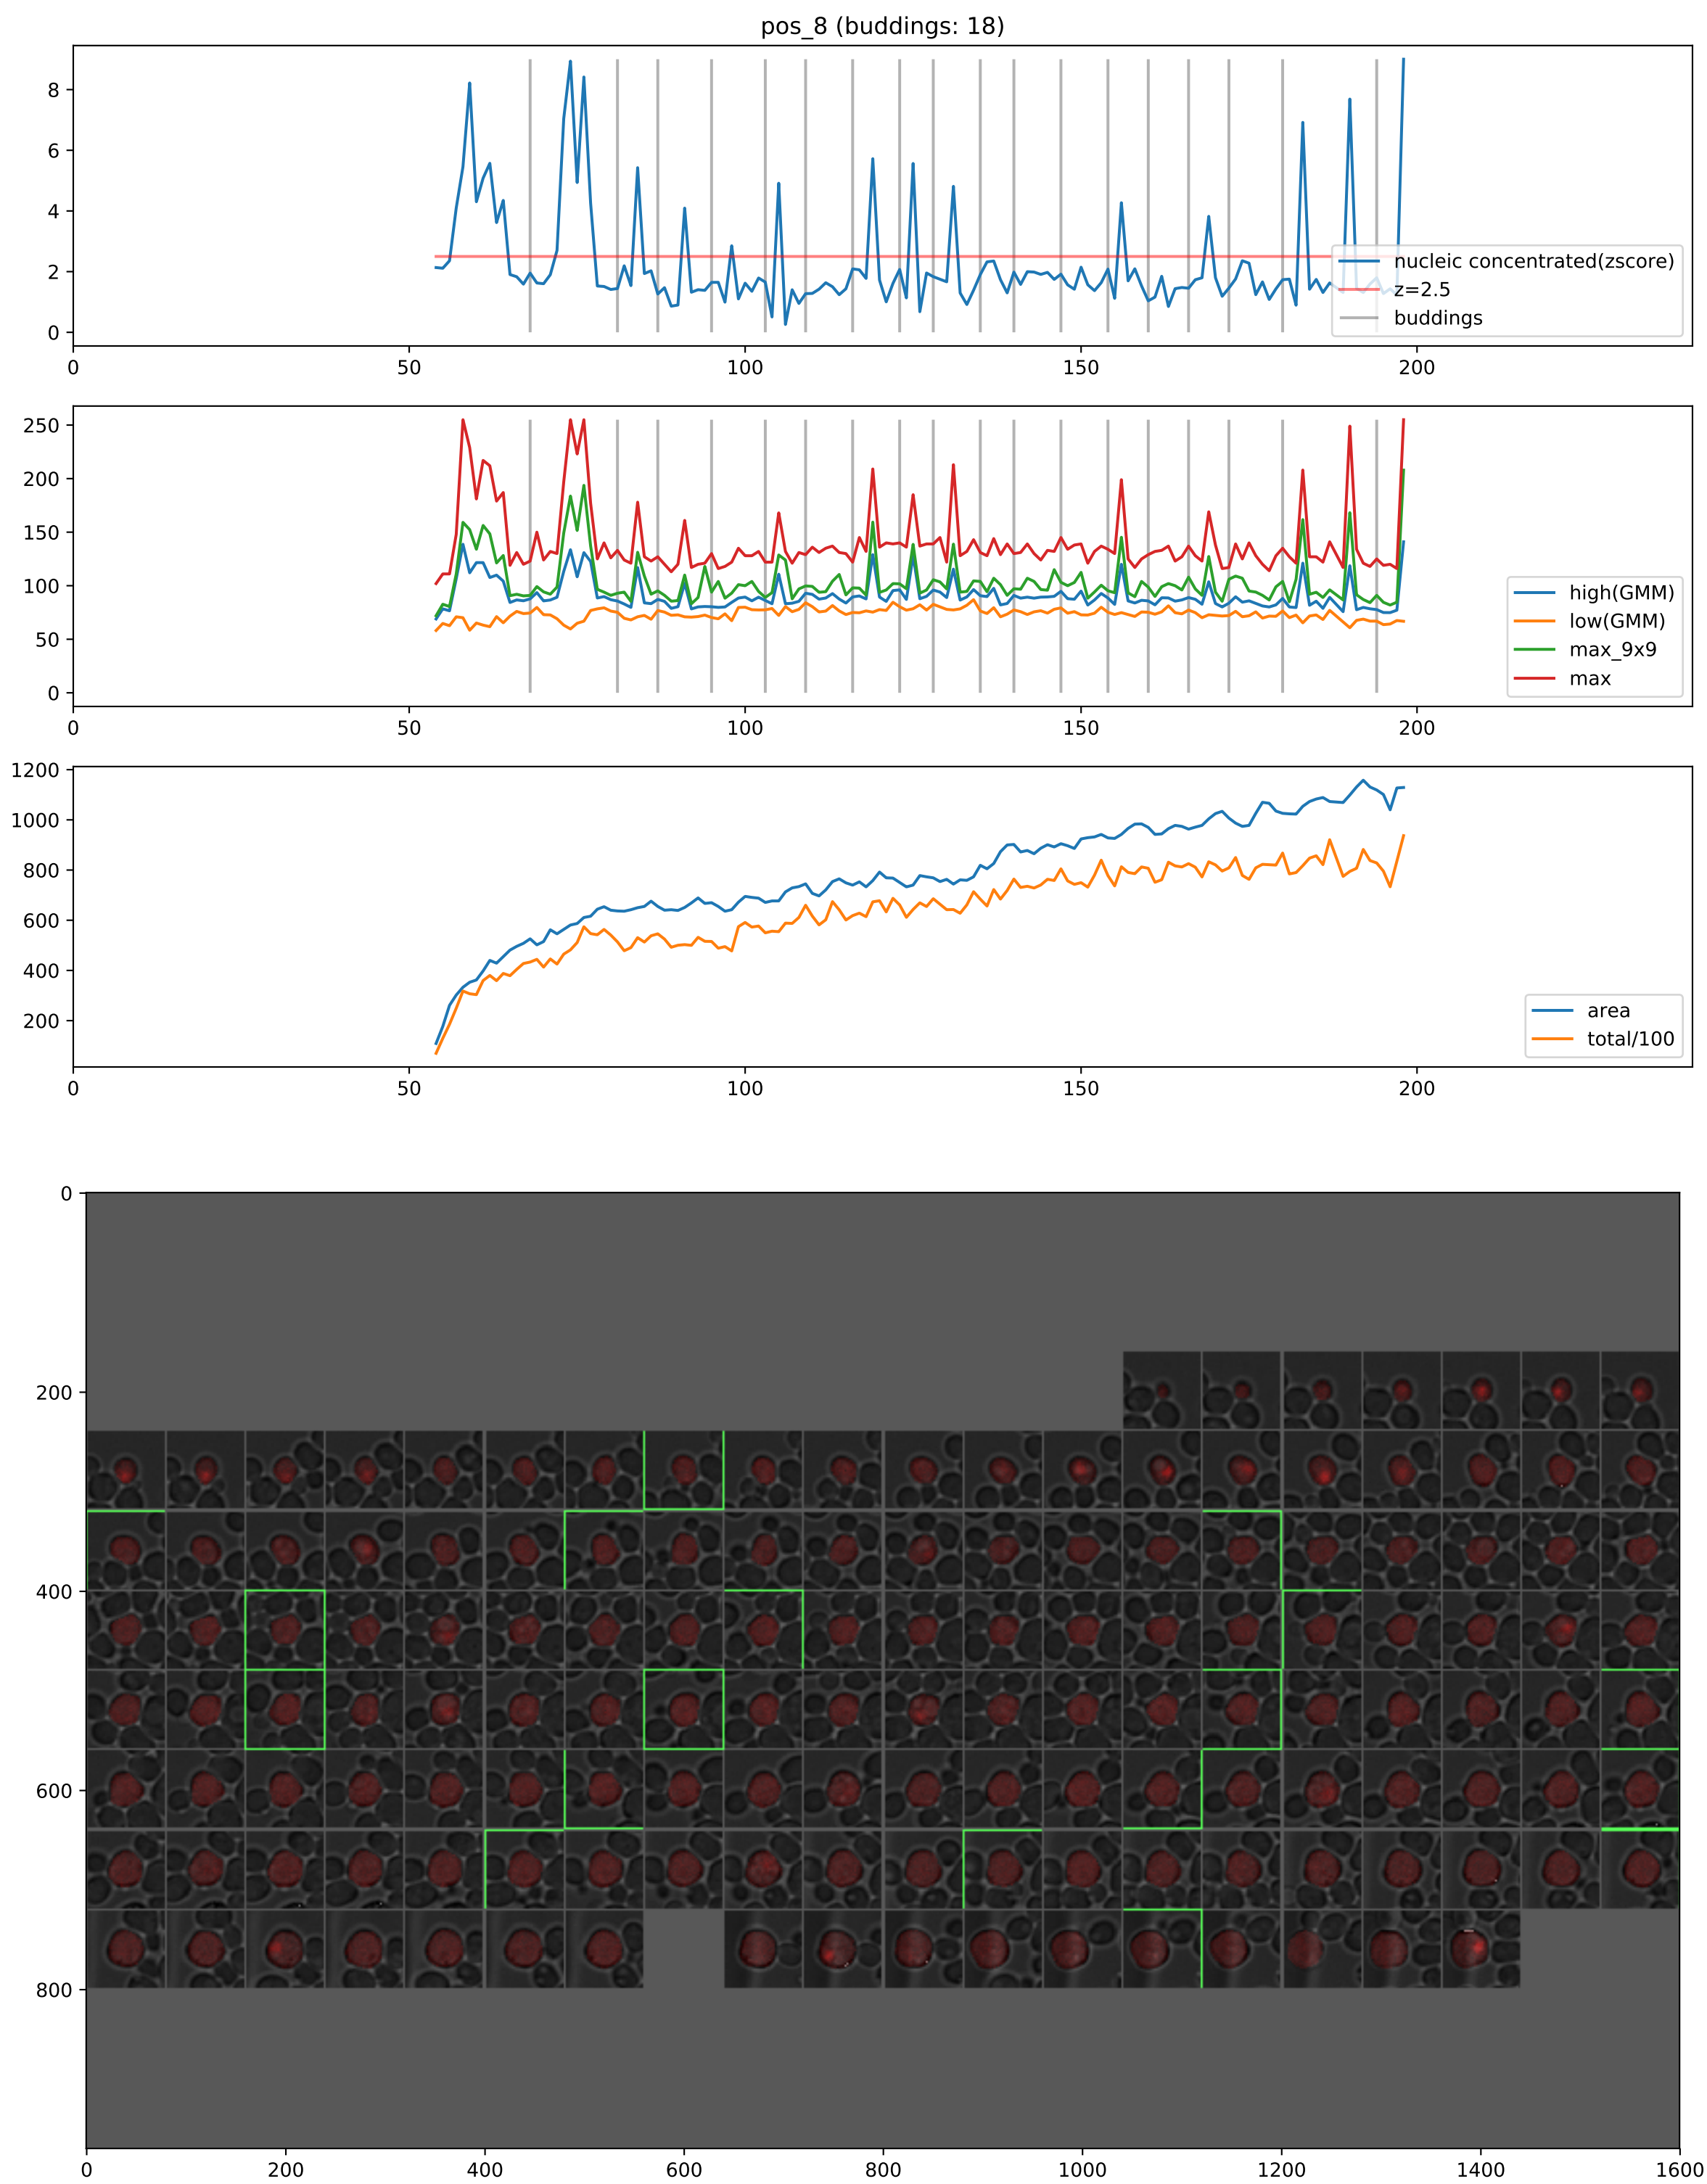 pos_8 (buddings: 18)
8
6
4
2
0
nucleic concentrated(zscore)
z=2.5
buddings
0 50 100 150 200
250
200
150
100
50
0
high(GMM)
low(GMM)
max_9x9
max
0 50 100 150 200
1200
1000
800
600
400
200
area
total/100
0 50 100 150 200
0
200
400
600
800
0 200 400 600 800 1000 1200 1400 1600